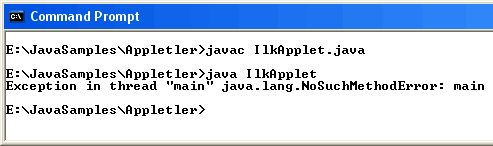 Command Prompt
E:\JavaSamples\Appletler>javac IlkApplet.java
E:\JavaSamples\Appletler>java IlkApplet
Exception in thread "main" java.lang.NoSuchMethodError: main
E:\JavaSamples\Appletler>